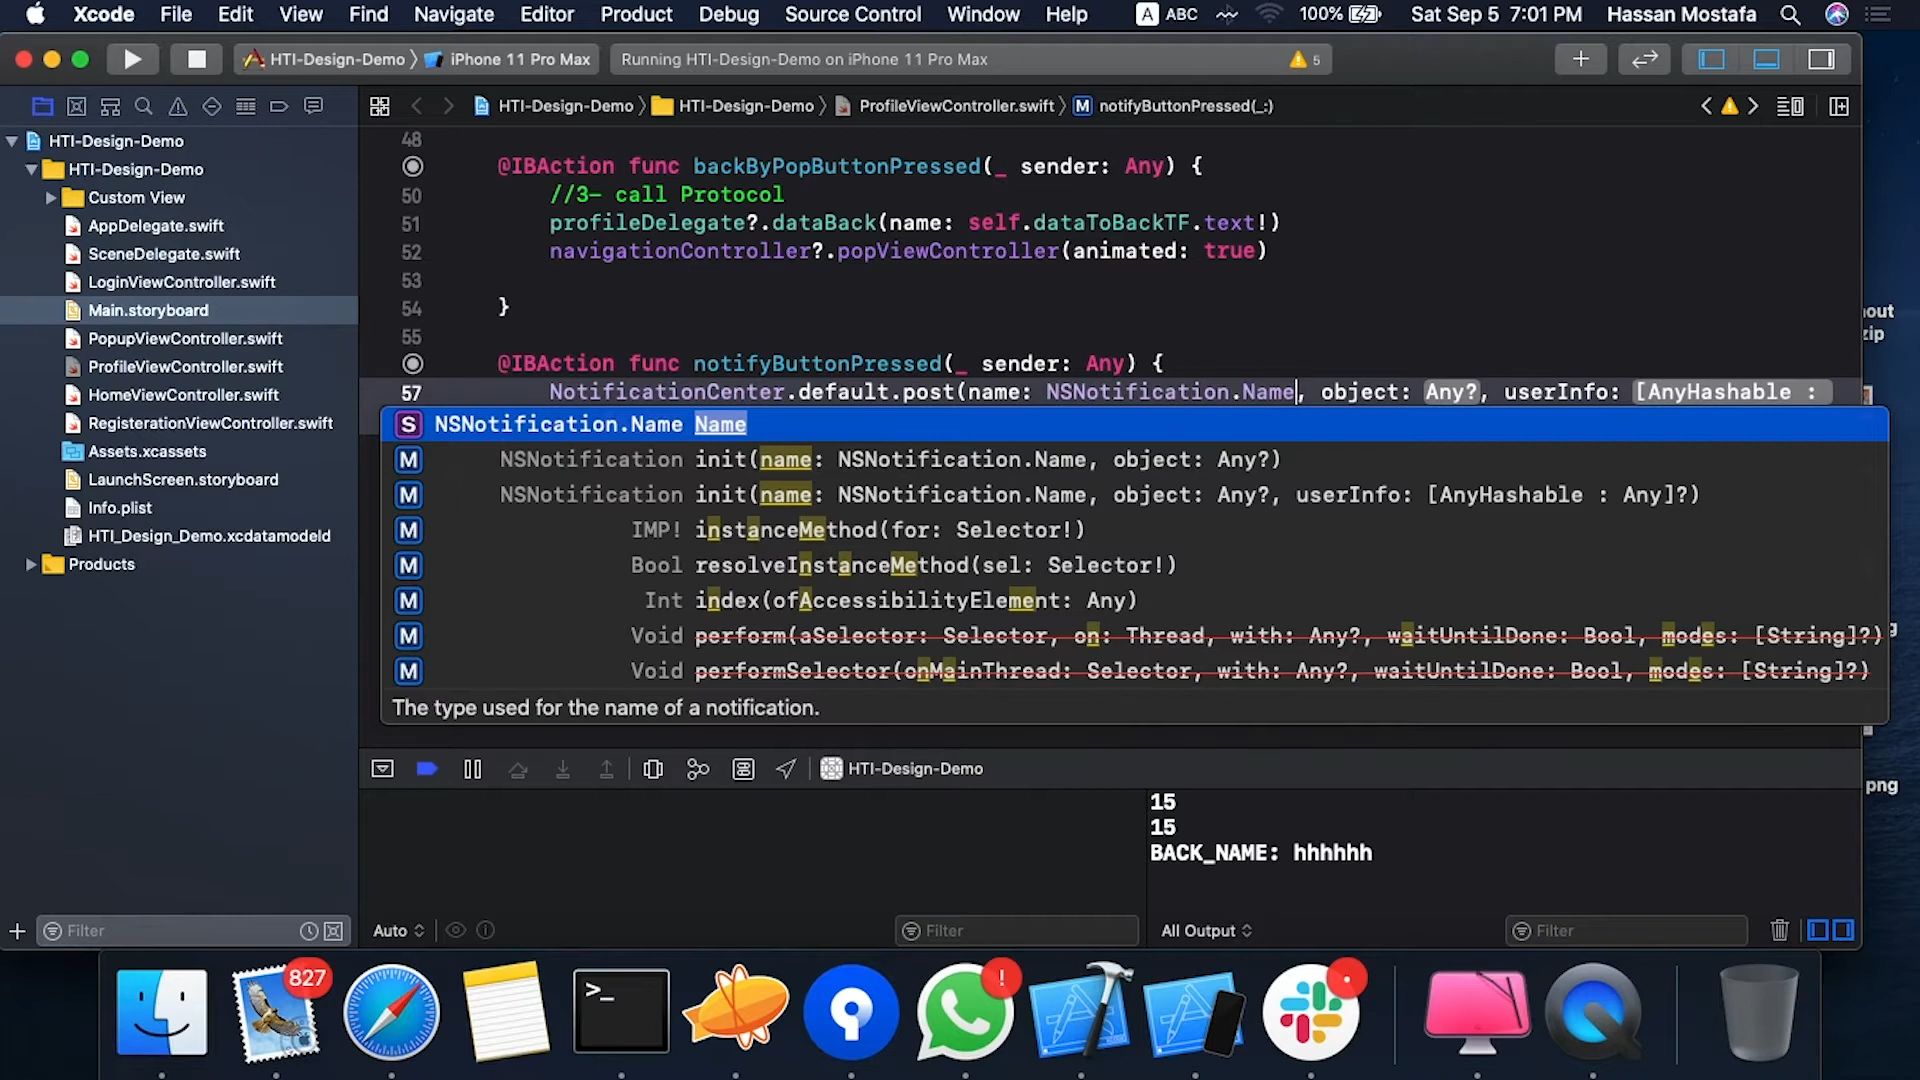 Xcode File Edit View Find Navigate Editor Product Debug Source Control Window Help A ABC 100% Sat Sep 5 7:01 PM Hassan Mostafa
HTI-Design-Demo iPhone 11 Pro Max Running HTI-Design-Demo on iPhone 11 Pro Max 5
HTI-Design-Demo HTI-Design-Demo ProfileViewController.swift M notifyButtonPressed(_:)
HTI-Design-Demo
HTI-Design-Demo
Custom View
AppDelegate.swift
SceneDelegate.swift
LoginViewController.swift
Main.storyboard
PopupViewController.swift
ProfileViewController.swift
HomeViewController.swift
RegisterationViewController.swift
Assets.xcassets
LaunchScreen.storyboard
Info.plist
HTI_Design_Demo.xcdatamodeld
Products
Filter
48
@IBAction func backByPopButtonPressed(_ sender: Any) {
50 //3- call Protocol
51 profileDelegate?.dataBack(name: self.dataToBackTF.text!)
52 navigationController?.popViewController(animated: true)
53
54 }
55
@IBAction func notifyButtonPressed(_ sender: Any) {
57 NotificationCenter.default.post(name: NSNotification.Name, object: Any?, userInfo: [AnyHashable :
S NSNotification.Name Name
M NSNotification init(name: NSNotification.Name, object: Any?)
M NSNotification init(name: NSNotification.Name, object: Any?, userInfo: [AnyHashable : Any]?)
M IMP! instanceMethod(for: Selector!)
M Bool resolveInstanceMethod(sel: Selector!)
M Int index(ofAccessibilityElement: Any)
M Void perform(aSelector: Selector, on: Thread, with: Any?, waitUntilDone: Bool, modes: [String]?)
M Void performSelector(onMainThread: Selector, with: Any?, waitUntilDone: Bool, modes: [String]?)
The type used for the name of a notification.
HTI-Design-Demo
15
15
BACK_NAME: hhhhhh
Auto Filter All Output Filter
zip
png
827
>_
!